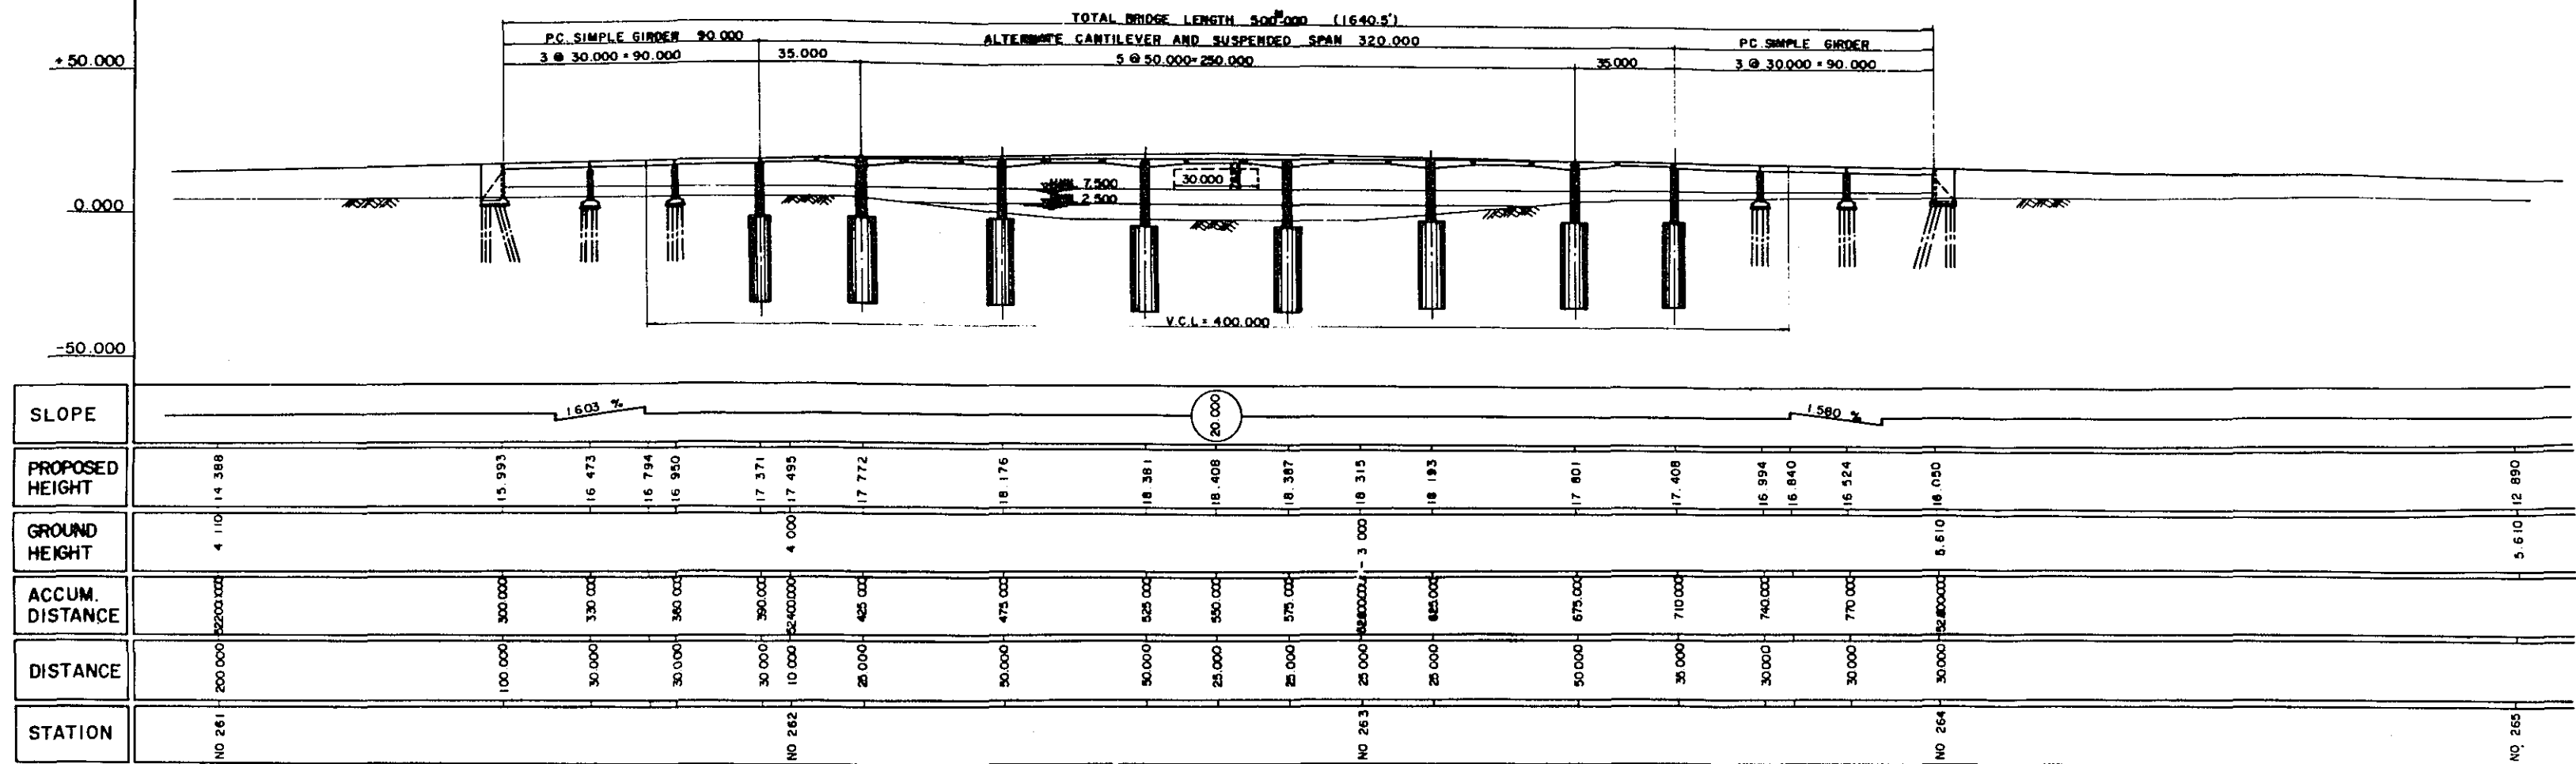 TOTAL BRIDGE LENGTH 500M000 (1640.5')
P.C. SIMPLE GIRDER 90.000
ALTERNATE CANTILEVER AND SUSPENDED SPAN 320.000
P.C. SIMPLE GIRDER
+50.000
3 @ 30.000 = 90.000
35.000
5 @ 50.000=250.000
35.000
3 @ 30.000 = 90.000
7.500
30.000
2.500
0.000
V.C.L = 400.000
-50.000
SLOPE
1.603 %
20.000
1.580 %
PROPOSED HEIGHT
14.388 15.993 16.473 16.794 16.950 17.371 17.495 17.772 18.176 18.381 18.408 18.387 18.315 18.193 17.801 17.408 16.994 16.840 16.524 16.050 12.890
GROUND HEIGHT
4.110 4.000 -3.000 5.610 5.610
ACCUM. DISTANCE
52200.000 300.000 330.000 360.000 390.000 52400.000 425.000 475.000 525.000 550.000 575.000 625.000 675.000 710.000 740.000 770.000
DISTANCE
200.000 100.000 30.000 30.000 30.000 10.000 25.000 50.000 50.000 25.000 25.000 25.000 25.000 50.000 35.000 30.000 30.000 30.000
STATION
NO 261 NO 262 NO 263 NO 264 NO. 265